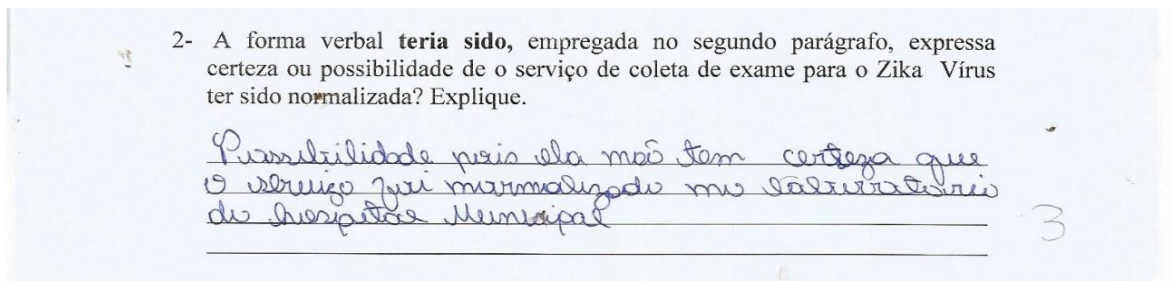 2- A forma verbal teria sido, empregada no segundo parágrafo, expressa
certeza ou possibilidade de o serviço de coleta de exame para o Zika Vírus
ter sido normalizada? Explique.
Possibilidade pois ela não tem certeza que
o serviço foi normalizado no laboratório
do hospital Municipal
3